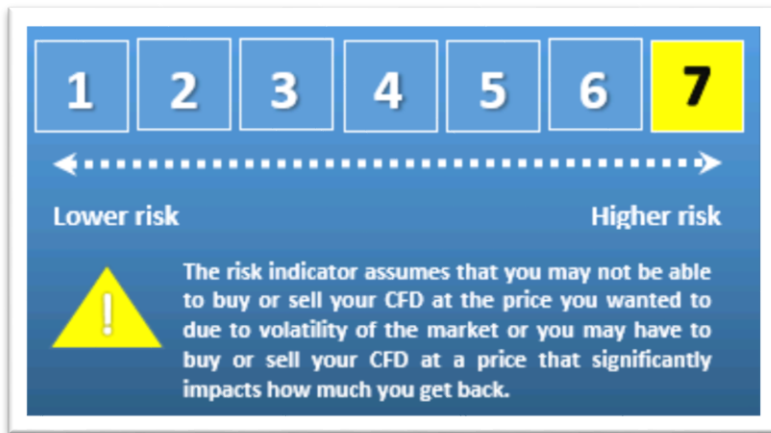 1 2 3 4 5 6 7
Lower risk Higher risk
!
The risk indicator assumes that you may not be able
to buy or sell your CFD at the price you wanted to
due to volatility of the market or you may have to
buy or sell your CFD at a price that significantly
impacts how much you get back.